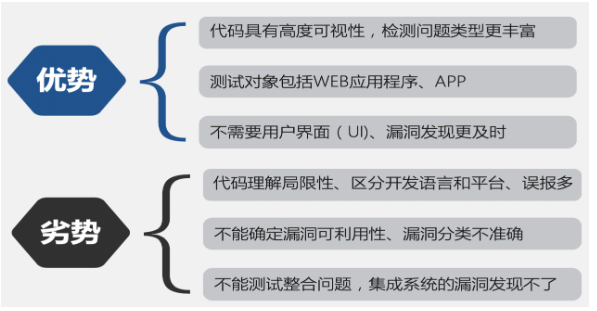 优势
代码具有高度可视性，检测问题类型更丰富
测试对象包括WEB应用程序、APP
不需要用户界面（UI)、漏洞发现更及时
劣势
代码理解局限性、区分开发语言和平台、误报多
不能确定漏洞可利用性、漏洞分类不准确
不能测试整合问题，集成系统的漏洞发现不了